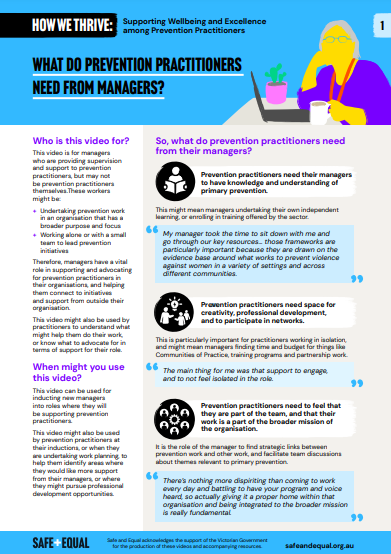 HOW WE THRIVE:
Supporting Wellbeing and Excellence
among Prevention Practitioners
1
WHAT DO PREVENTION PRACTITIONERS
NEED FROM MANAGERS?
Who is this video for?
This video is for managers
who are providing supervision
and support to prevention
practitioners, but may not
be prevention practitioners
themselves.These workers
might be:
• Undertaking prevention work
in an organisation that has a
broader purpose and focus
• Working alone or with a small
team to lead prevention
initiatives
Therefore, managers have a vital
role in supporting and advocating
for prevention practitioners in
their organisations, and helping
them connect to initiatives
and support from outside their
organisation.
This video might also be used by
practitioners to understand what
might help them do their work,
or know what to advocate for in
terms of support for their role.
When might you use
this video?
This video can be used for
inducting new managers
into roles where they will
be supporting prevention
practitioners.
This video might also be used
by prevention practitioners at
their inductions, or when they
are undertaking work planning, to
help them identify areas where
they would like more support
from their managers, or where
they might pursue professional
development opportunities.
So, what do prevention practitioners need
from their managers?
Prevention practitioners need their managers
to have knowledge and understanding of
primary prevention.
This might mean managers undertaking their own independent
learning, or enrolling in training offered by the sector.
“ My manager took the time to sit down with me and
go through our key resources... those frameworks are
particularly important because they are drawn on the
evidence base around what works to prevent violence
against women in a variety of settings and across
different communities. ”
Prevention practitioners need space for
creativity, professional development,
and to participate in networks.
This is particularly important for practitioners working in isolation,
and might mean managers finding time and budget for things like
Communities of Practice, training programs and partnership work.
“ The main thing for me was that support to engage,
and to not feel isolated in the role. ”
Prevention practitioners need to feel that
they are part of the team, and that their
work is a part of the broader mission of
the organisation.
It is the role of the manager to find strategic links between
prevention work and other work, and facilitate team discussions
about themes relevant to primary prevention.
“ There's nothing more dispiriting than coming to work
every day and battling to have your program and voice
heard, so actually giving it a proper home within that
organisation and being integrated to the broader mission
is really fundamental. ”
SAFE+EQUAL
Safe and Equal acknowledges the support of the Victorian Government
for the production of these videos and accompanying resources.
safeandequal.org.au